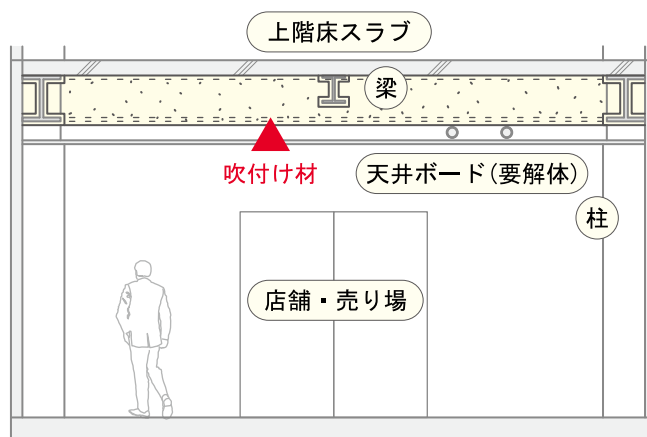 上階床スラブ
梁
吹付け材
天井ボード(要解体)
柱
店舗・売り場